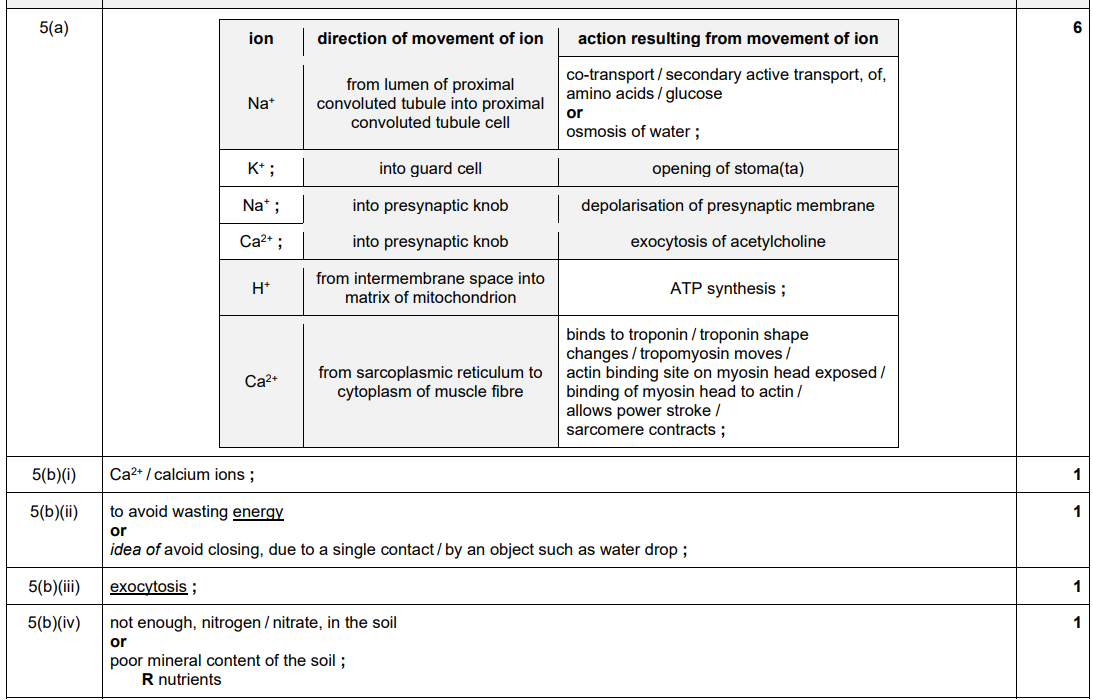 5(a)
6
ion direction of movement of ion action resulting from movement of ion
Na⁺
from lumen of proximal
convoluted tubule into proximal
convoluted tubule cell
co-transport / secondary active transport, of,
amino acids / glucose
or
osmosis of water ;
K⁺ ; into guard cell opening of stoma(ta)
Na⁺ ; into presynaptic knob depolarisation of presynaptic membrane
Ca²⁺ ; into presynaptic knob exocytosis of acetylcholine
H⁺
from intermembrane space into
matrix of mitochondrion
ATP synthesis ;
Ca²⁺
from sarcoplasmic reticulum to
cytoplasm of muscle fibre
binds to troponin / troponin shape
changes / tropomyosin moves /
actin binding site on myosin head exposed /
binding of myosin head to actin /
allows power stroke /
sarcomere contracts ;
5(b)(i) Ca²⁺ / calcium ions ; 1
5(b)(ii) to avoid wasting energy 1
or
idea of avoid closing, due to a single contact / by an object such as water drop ;
5(b)(iii) exocytosis ; 1
5(b)(iv) not enough, nitrogen / nitrate, in the soil 1
or
poor mineral content of the soil ;
R nutrients